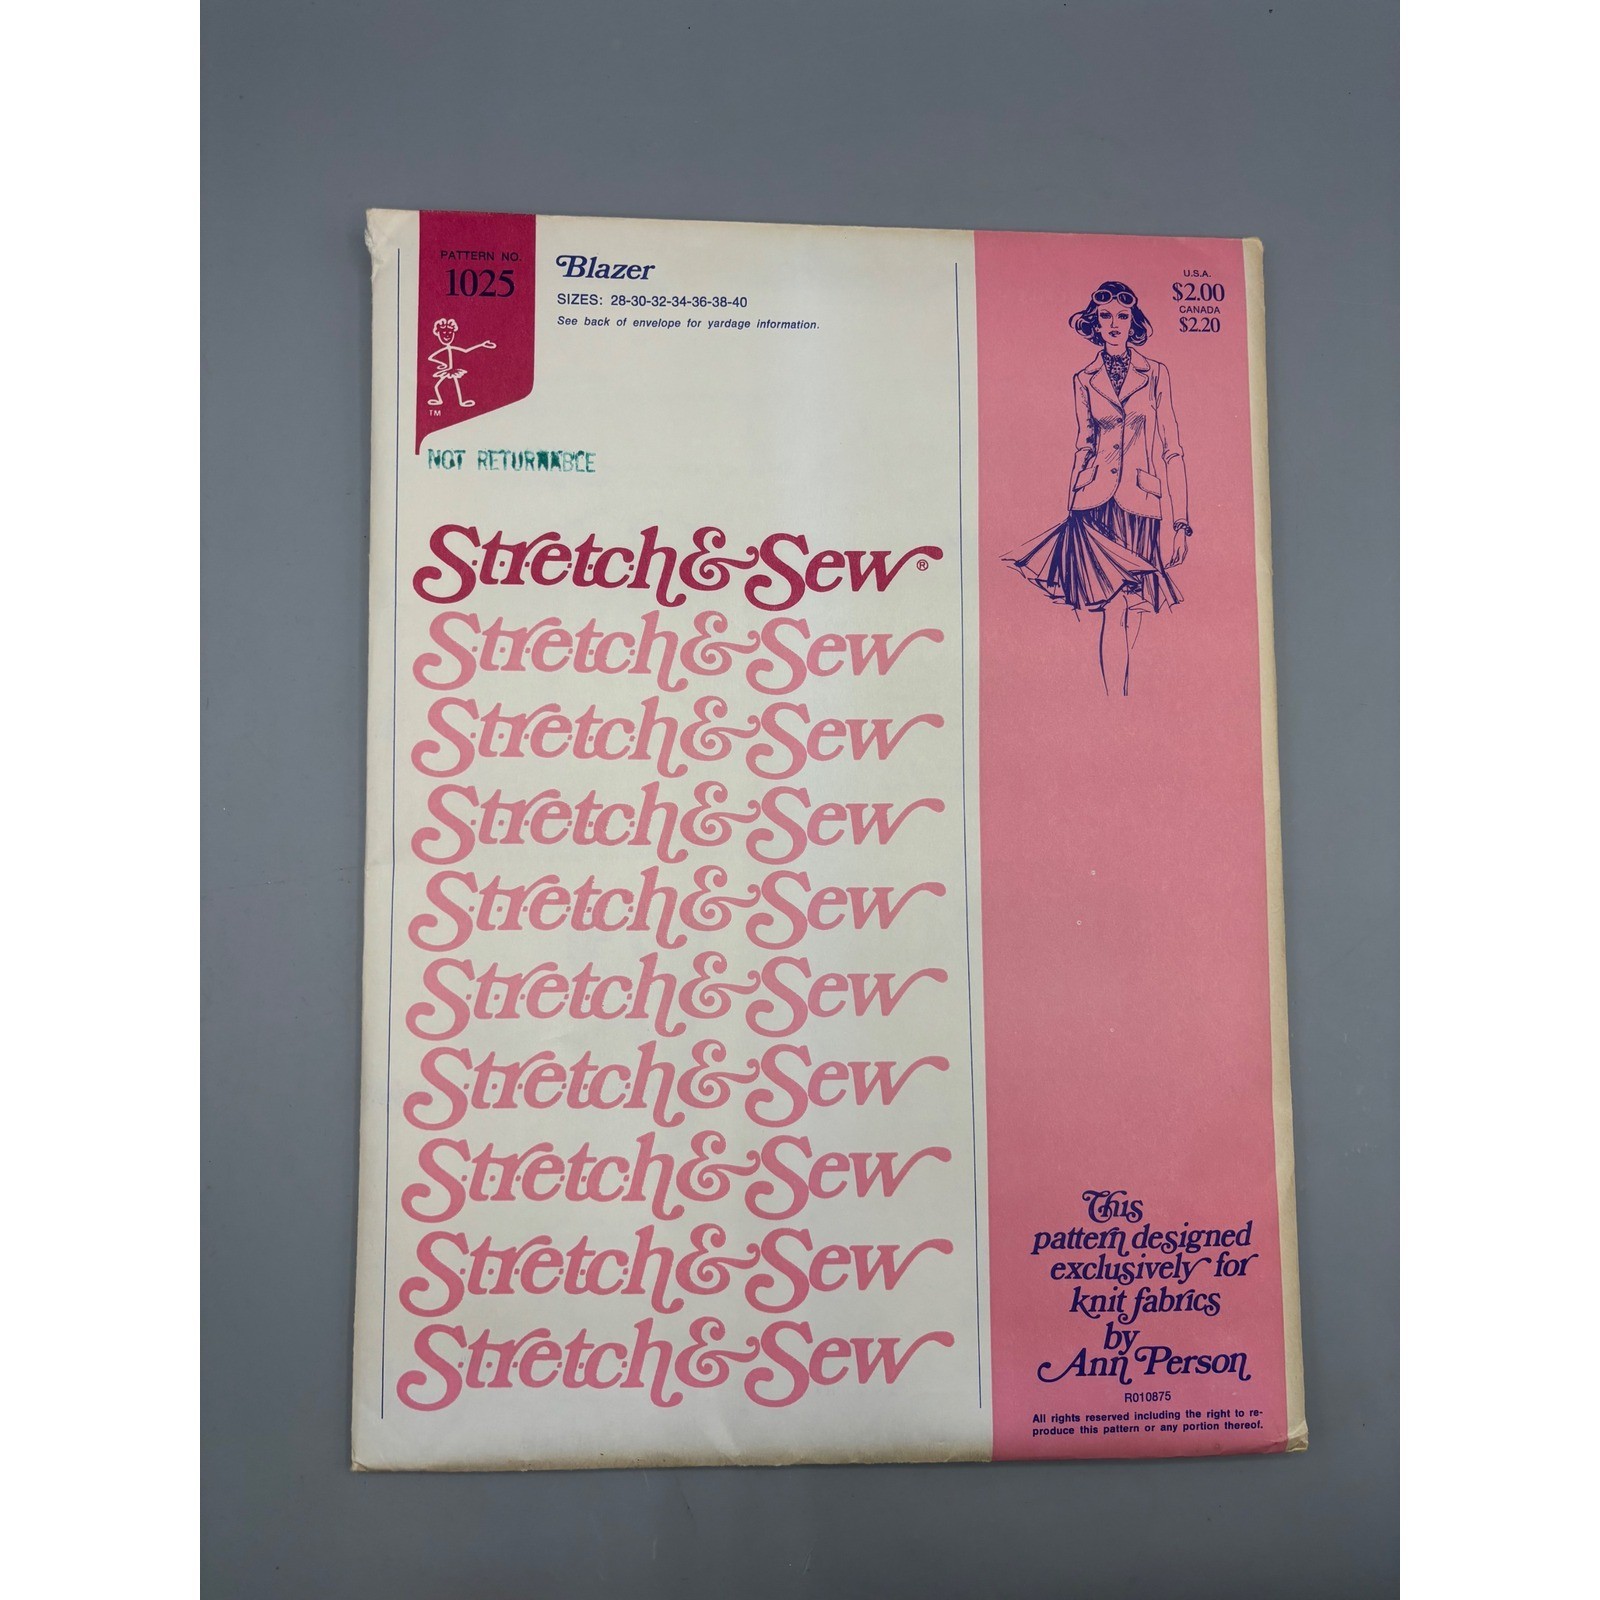 PATTERN NO.
1025
TM
Blazer
SIZES: 28-30-32-34-36-38-40
See back of envelope for yardage information.
U.S.A.
$2.00
CANADA
$2.20
NOT RETURNABLE
Stretch & Sew®
Stretch & Sew
Stretch & Sew
Stretch & Sew
Stretch & Sew
Stretch & Sew
Stretch & Sew
Stretch & Sew
Stretch & Sew
Stretch & Sew
This
pattern designed
exclusively for
knit fabrics
by
Ann Person
R010875
All rights reserved including the right to re-
produce this pattern or any portion thereof.